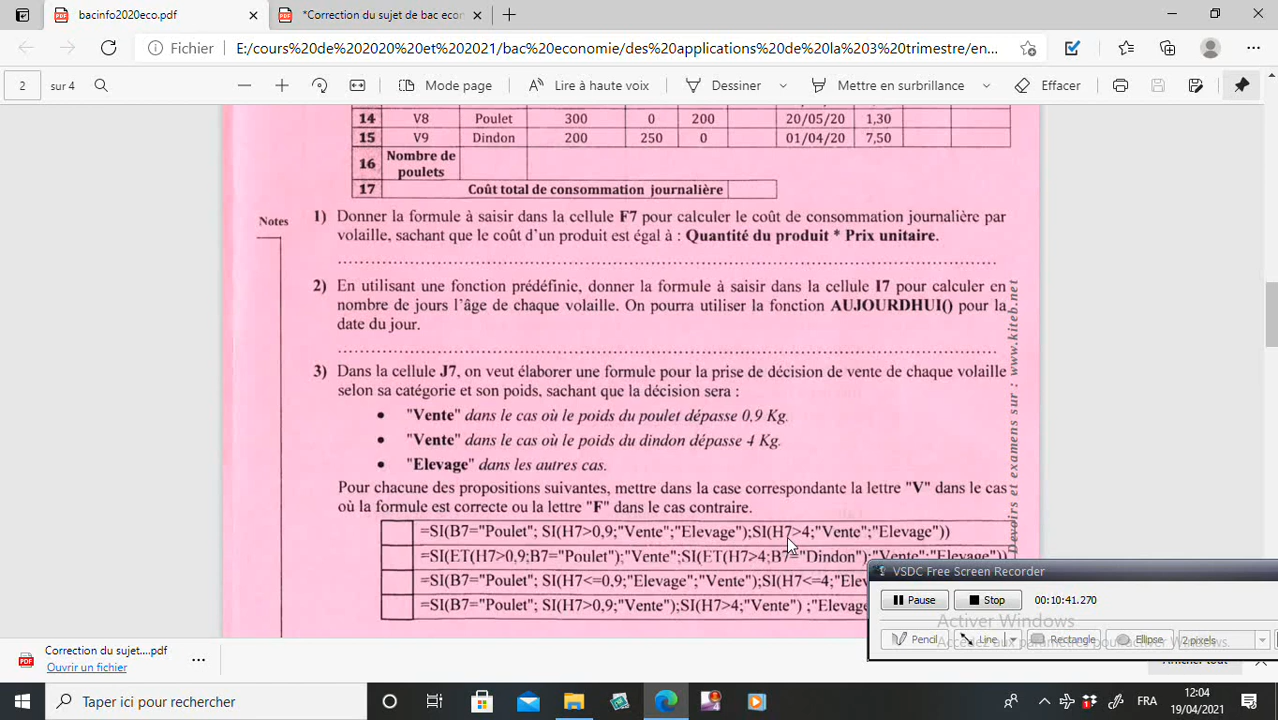 bacinfo2020eco.pdf
*Correction du sujet de bac econ
Fichier
E:/cours%20de%202020%20et%202021/bac%20economie/des%20applications%20de%20la%203%20trimestre/en...
2 sur 4
Mode page
Lire à haute voix
Dessiner
Mettre en surbrillance
Effacer
14 V8 Poulet 300 0 200 20/05/20 1,30
15 V9 Dindon 200 250 0 01/04/20 7,50
16 Nombre de
poulets
17 Coût total de consommation journalière
Notes
1) Donner la formule à saisir dans la cellule F7 pour calculer le coût de consommation journalière par
volaille, sachant que le coût d'un produit est égal à : Quantité du produit * Prix unitaire.
2) En utilisant une fonction prédéfinie, donner la formule à saisir dans la cellule I7 pour calculer en
nombre de jours l'âge de chaque volaille. On pourra utiliser la fonction AUJOURDHUI() pour la
date du jour.
3) Dans la cellule J7, on veut élaborer une formule pour la prise de décision de vente de chaque volaille
selon sa catégorie et son poids, sachant que la décision sera :
• "Vente" dans le cas où le poids du poulet dépasse 0,9 Kg.
• "Vente" dans le cas où le poids du dindon dépasse 4 Kg.
• "Elevage" dans les autres cas.
Pour chacune des propositions suivantes, mettre dans la case correspondante la lettre "V" dans le cas
où la formule est correcte ou la lettre "F" dans le cas contraire.
=SI(B7="Poulet"; SI(H7>0,9;"Vente";"Elevage");SI(H7>4;"Vente";"Elevage"))
=SI(ET(H7>0,9;B7="Poulet");"Vente";SI(ET(H7>4;B7="Dindon");"Vente";"Elevage"))
=SI(B7="Poulet"; SI(H7<=0,9;"Elevage";"Vente");SI(H7<=4;"Elev
=SI(B7="Poulet"; SI(H7>0,9;"Vente");SI(H7>4;"Vente") ;"Eleva
Devoirs et examens sur : www.kiteb.net
VSDC Free Screen Recorder
Pause
Stop
00:10:41.270
Activer Windows
Accédez aux paramètres pour activer Windows.
Pencil
Line
Rectangle
Ellipse
2 pixels
Correction du sujet....pdf
Ouvrir un fichier
Afficher tout
Taper ici pour rechercher
FRA
12:04
19/04/2021